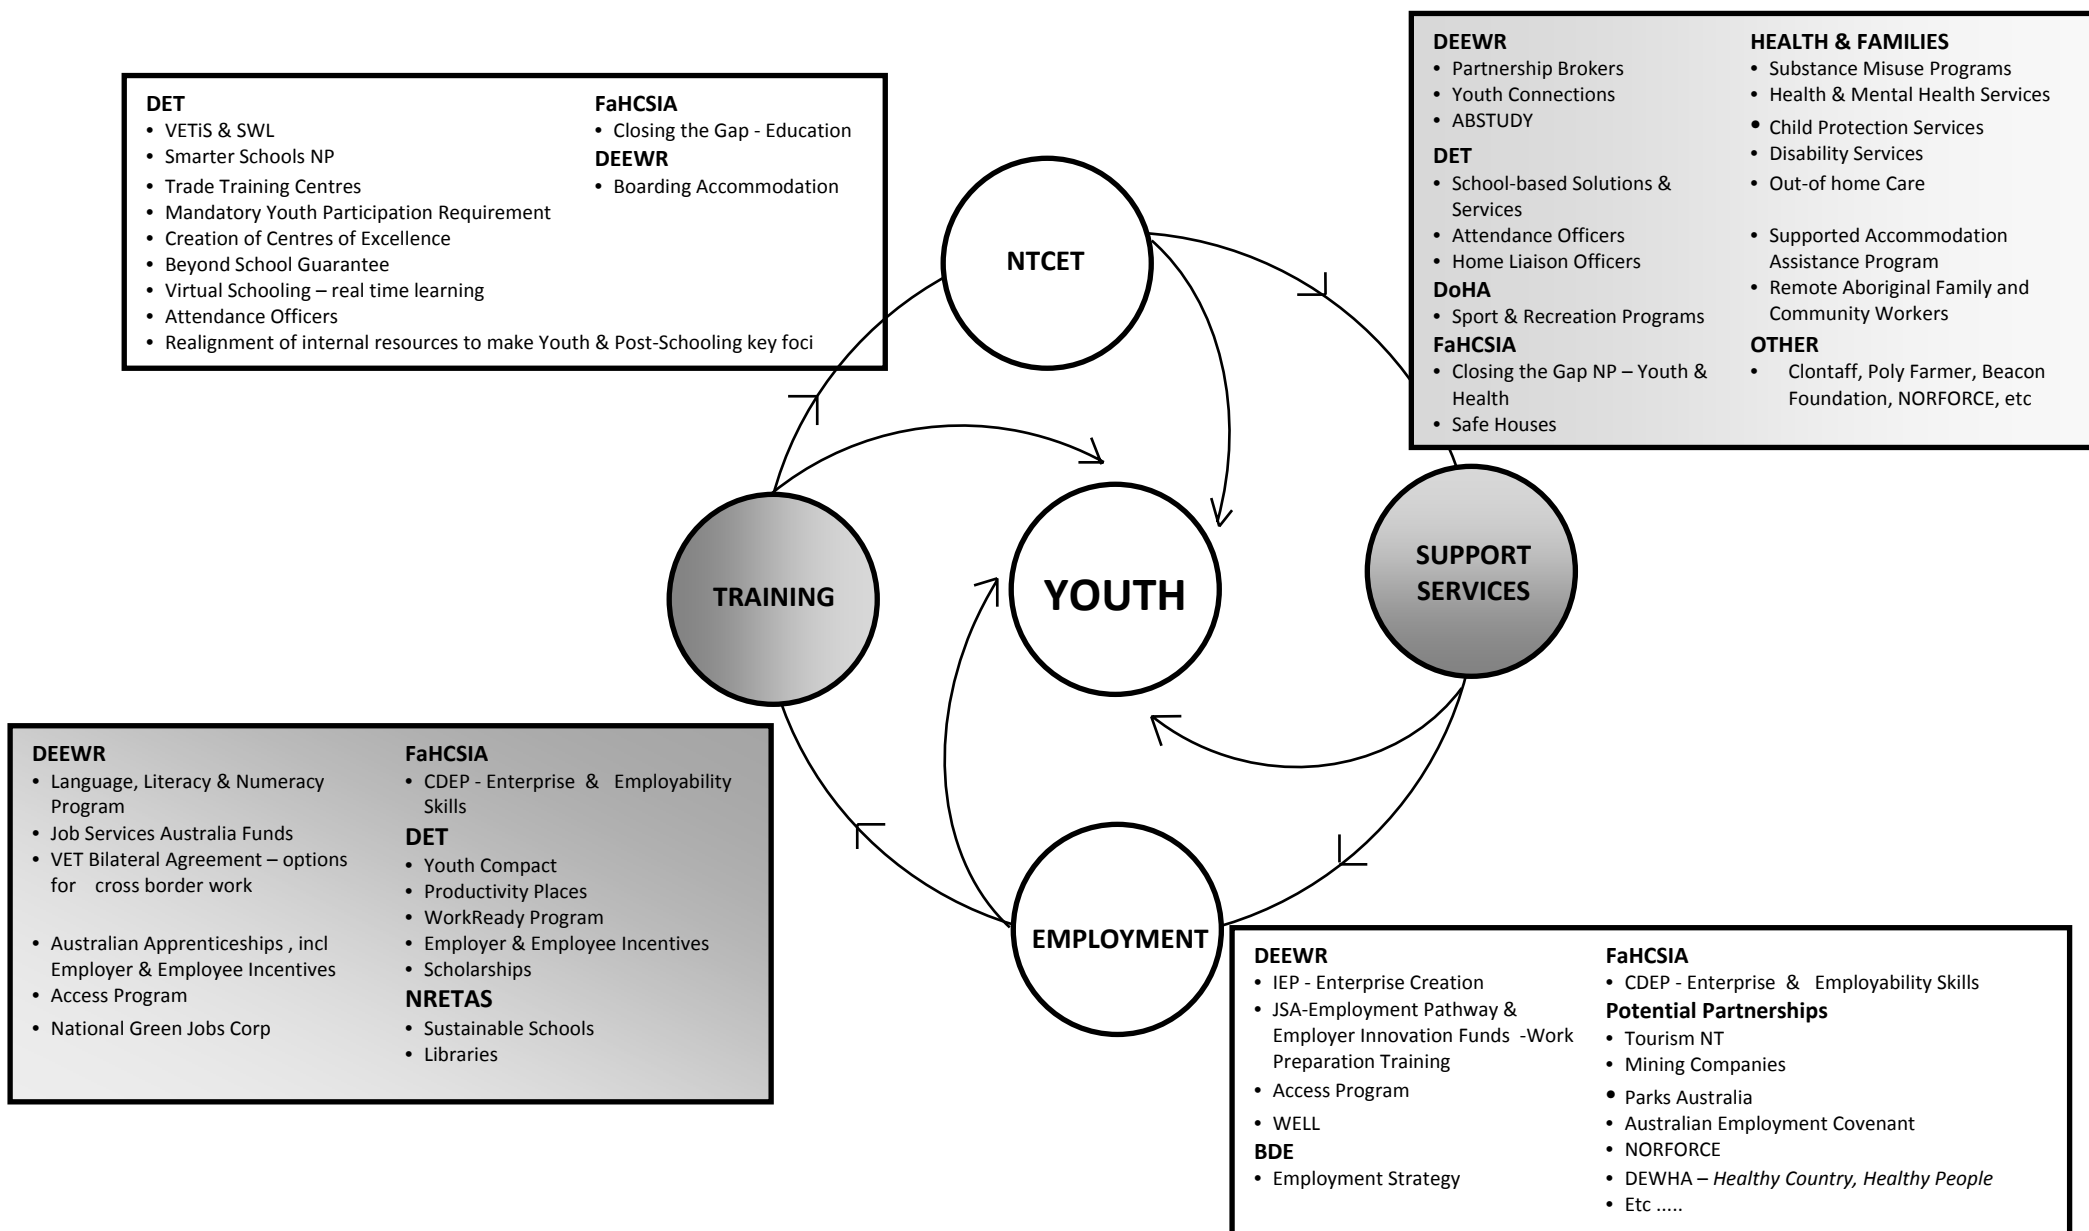 DET
• VETiS & SWL
• Smarter Schools NP
• Trade Training Centres
• Mandatory Youth Participation Requirement
• Creation of Centres of Excellence
• Beyond School Guarantee
• Virtual Schooling – real time learning
• Attendance Officers
• Realignment of internal resources to make Youth & Post-Schooling key foci
FaHCSIA
• Closing the Gap - Education
DEEWR
• Boarding Accommodation
DEEWR
• Partnership Brokers
• Youth Connections
• ABSTUDY
DET
• School-based Solutions &
Services
• Attendance Officers
• Home Liaison Officers
DoHA
• Sport & Recreation Programs
FaHCSIA
• Closing the Gap NP – Youth &
Health
• Safe Houses
HEALTH & FAMILIES
• Substance Misuse Programs
• Health & Mental Health Services
• Child Protection Services
• Disability Services
• Out-of home Care
• Supported Accommodation
Assistance Program
• Remote Aboriginal Family and
Community Workers
OTHER
• Clontaff, Poly Farmer, Beacon
Foundation, NORFORCE, etc
NTCET
TRAINING
YOUTH
SUPPORT
SERVICES
EMPLOYMENT
DEEWR
• Language, Literacy & Numeracy
Program
• Job Services Australia Funds
• VET Bilateral Agreement – options
for cross border work
• Australian Apprenticeships , incl
Employer & Employee Incentives
• Access Program
• National Green Jobs Corp
FaHCSIA
• CDEP - Enterprise & Employability
Skills
DET
• Youth Compact
• Productivity Places
• WorkReady Program
• Employer & Employee Incentives
• Scholarships
NRETAS
• Sustainable Schools
• Libraries
DEEWR
• IEP - Enterprise Creation
• JSA-Employment Pathway &
Employer Innovation Funds -Work
Preparation Training
• Access Program
• WELL
BDE
• Employment Strategy
FaHCSIA
• CDEP - Enterprise & Employability Skills
Potential Partnerships
• Tourism NT
• Mining Companies
• Parks Australia
• Australian Employment Covenant
• NORFORCE
• DEWHA – Healthy Country, Healthy People
• Etc .....